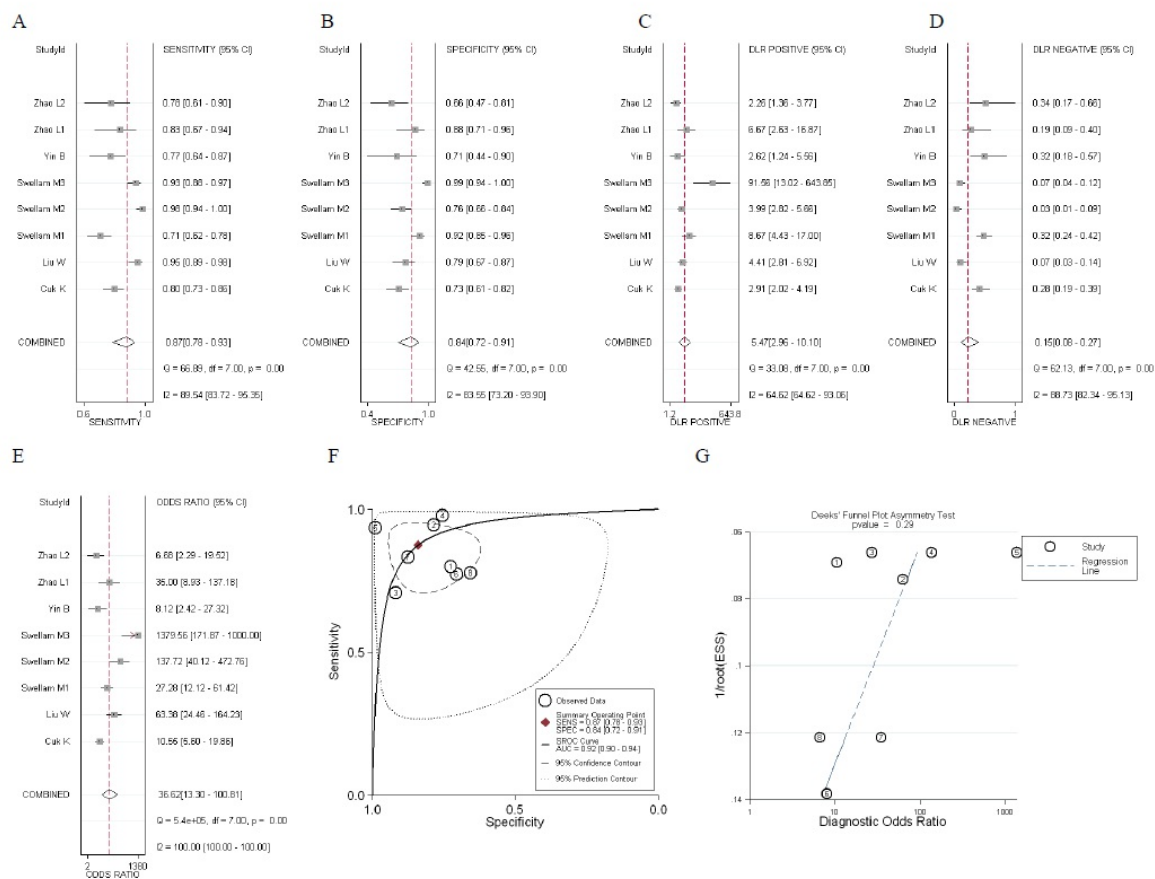 A
StudyId SENSITIVITY (95% CI)
Zhao L2 0.78 [0.61 - 0.90]
Zhao L1 0.83 [0.67 - 0.94]
Yin B 0.77 [0.64 - 0.87]
Swellam M3 0.93 [0.88 - 0.97]
Swellam M2 0.98 [0.94 - 1.00]
Swellam M1 0.71 [0.62 - 0.78]
Liu W 0.95 [0.89 - 0.98]
Cuk K 0.80 [0.73 - 0.86]
COMBINED 0.87[0.78 - 0.93]
Q = 66.89, df = 7.00, p = 0.00
I2 = 89.54 [83.72 - 95.35]
0.6 1.0
SENSITIVITY
B
StudyId SPECIFICITY (95% CI)
Zhao L2 0.66 [0.47 - 0.81]
Zhao L1 0.88 [0.71 - 0.96]
Yin B 0.71 [0.44 - 0.90]
Swellam M3 0.99 [0.94 - 1.00]
Swellam M2 0.76 [0.66 - 0.84]
Swellam M1 0.92 [0.85 - 0.96]
Liu W 0.79 [0.67 - 0.87]
Cuk K 0.73 [0.61 - 0.82]
COMBINED 0.84[0.72 - 0.91]
Q = 42.55, df = 7.00, p = 0.00
I2 = 83.55 [73.20 - 93.90]
0.4 1.0
SPECIFICITY
C
StudyId DLR POSITIVE (95% CI)
Zhao L2 2.26 [1.36 - 3.77]
Zhao L1 6.67 [2.63 - 16.87]
Yin B 2.62 [1.24 - 5.56]
Swellam M3 91.56 [13.02 - 643.85]
Swellam M2 3.99 [2.82 - 5.66]
Swellam M1 8.67 [4.43 - 17.00]
Liu W 4.41 [2.81 - 6.92]
Cuk K 2.91 [2.02 - 4.19]
COMBINED 5.47[2.96 - 10.10]
Q = 33.08, df = 7.00, p = 0.00
I2 = 64.62 [64.62 - 93.06]
1.2 643.8
DLR POSITIVE
D
StudyId DLR NEGATIVE (95% CI)
Zhao L2 0.34 [0.17 - 0.66]
Zhao L1 0.19 [0.09 - 0.40]
Yin B 0.32 [0.18 - 0.57]
Swellam M3 0.07 [0.04 - 0.12]
Swellam M2 0.03 [0.01 - 0.09]
Swellam M1 0.32 [0.24 - 0.42]
Liu W 0.07 [0.03 - 0.14]
Cuk K 0.28 [0.19 - 0.39]
COMBINED 0.15[0.08 - 0.27]
Q = 62.13, df = 7.00, p = 0.00
I2 = 88.73 [82.34 - 95.13]
0 1
DLR NEGATIVE
E
StudyId ODDS RATIO (95% CI)
Zhao L2 6.68 [2.29 - 19.52]
Zhao L1 35.00 [8.93 - 137.18]
Yin B 8.12 [2.42 - 27.32]
Swellam M3 1379.56 [171.87 - 1000.00]
Swellam M2 137.72 [40.12 - 472.76]
Swellam M1 27.28 [12.12 - 61.42]
Liu W 63.38 [24.46 - 164.23]
Cuk K 10.56 [5.60 - 19.86]
COMBINED 36.62[13.30 - 100.81]
Q = 5.4e+05, df = 7.00, p = 0.00
I2 = 100.00 [100.00 - 100.00]
2 1380
ODDS RATIO
F
Sensitivity
1.0
0.5
0.0
5 2 4
7
1
6 8
3
Observed Data
Summary Operating Point
SENS = 0.87 [0.78 - 0.93]
SPEC = 0.84 [0.72 - 0.91]
SROC Curve
AUC = 0.92 [0.90 - 0.94]
95% Confidence Contour
95% Prediction Contour
1.0 0.5 0.0
Specificity
G
Deeks' Funnel Plot Asymmetry Test
pvalue = 0.29
1/root(ESS)
.06
.08
.1
.12
.14
1 3 4 5
2
8 7
6
Study
Regression
Line
1 10 100 1000
Diagnostic Odds Ratio